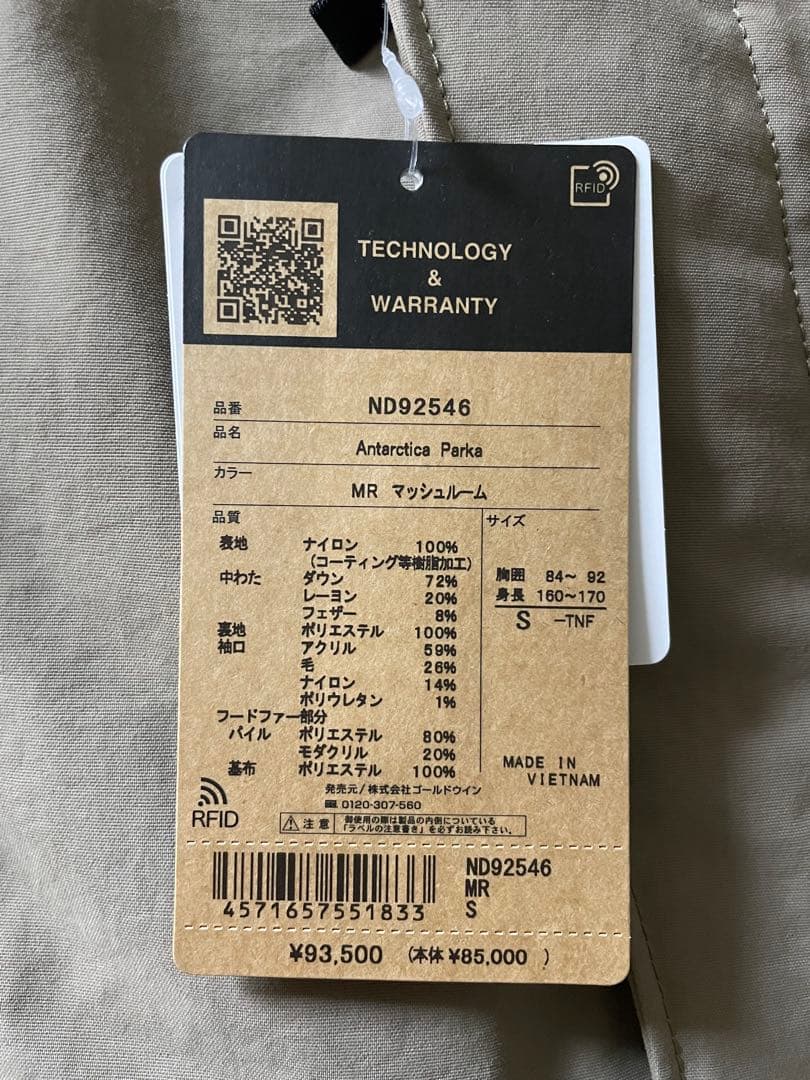 RFID
TECHNOLOGY
&
WARRANTY
品番 ND92546
品名
Antarctica Parka
カラー
MR マッシュルーム
品質
表地 ナイロン 100%
(コーティング等樹脂加工)
中わた ダウン 72%
レーヨン 20%
フェザー 8%
裏地 ポリエステル 100%
袖口 アクリル 59%
毛 26%
ナイロン 14%
ポリウレタン 1%
フードファー部分
パイル ポリエステル 80%
モダクリル 20%
基布 ポリエステル 100%
サイズ
胸囲 84~ 92
身長 160~170
S -TNF
MADE IN
VIETNAM
発売元/株式会社ゴールドウイン
0120-307-560
RFID
注意 御使用の際は製品の内側についている
「ラベルの注意書き」を必ずお読み下さい。
4571657551833
ND92546
MR
S
¥93,500 (本体 ¥85,000 )